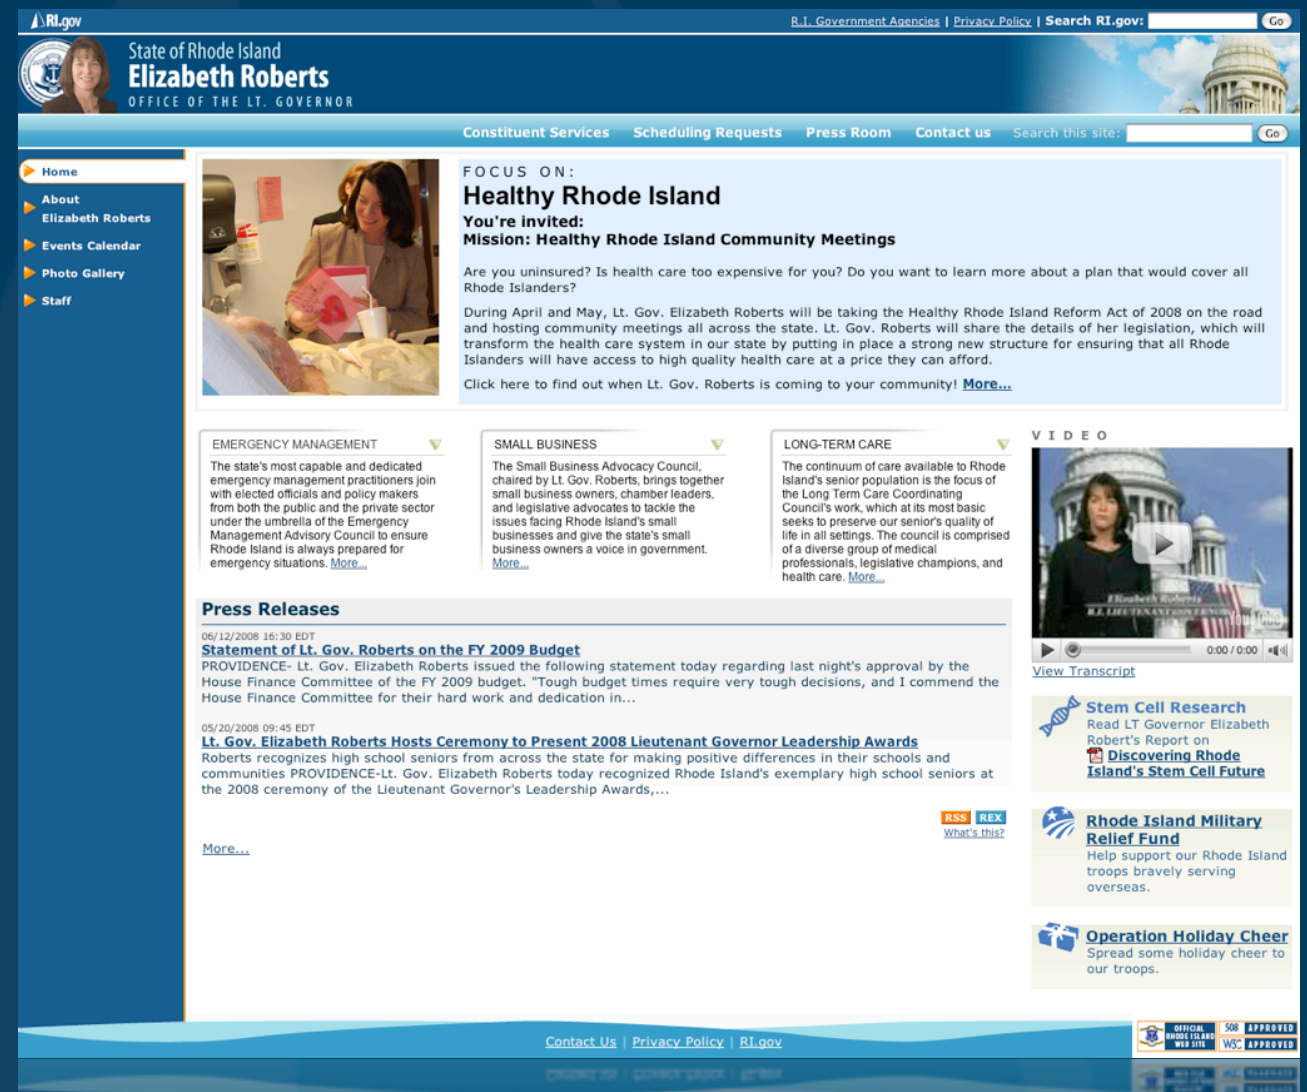 RI.gov
R.I. Government Agencies | Privacy Policy | Search RI.gov: Go
State of Rhode Island
Elizabeth Roberts
OFFICE OF THE LT. GOVERNOR
Constituent Services Scheduling Requests Press Room Contact us Search this site: Go
Home
About
Elizabeth Roberts
Events Calendar
Photo Gallery
Staff
FOCUS ON:
Healthy Rhode Island
You're invited:
Mission: Healthy Rhode Island Community Meetings
Are you uninsured? Is health care too expensive for you? Do you want to learn more about a plan that would cover all
Rhode Islanders?
During April and May, Lt. Gov. Elizabeth Roberts will be taking the Healthy Rhode Island Reform Act of 2008 on the road
and hosting community meetings all across the state. Lt. Gov. Roberts will share the details of her legislation, which will
transform the health care system in our state by putting in place a strong new structure for ensuring that all Rhode
Islanders will have access to high quality health care at a price they can afford.
Click here to find out when Lt. Gov. Roberts is coming to your community! More...
EMERGENCY MANAGEMENT
The state's most capable and dedicated
emergency management practitioners join
with elected officials and policy makers
from both the public and the private sector
under the umbrella of the Emergency
Management Advisory Council to ensure
Rhode Island is always prepared for
emergency situations. More...
SMALL BUSINESS
The Small Business Advocacy Council,
chaired by Lt. Gov. Roberts, brings together
small business owners, chamber leaders,
and legislative advocates to tackle the
issues facing Rhode Island's small
businesses and give the state's small
business owners a voice in government.
More...
LONG-TERM CARE
The continuum of care available to Rhode
Island's senior population is the focus of
the Long Term Care Coordinating
Council's work, which at its most basic
seeks to preserve our senior's quality of
life in all settings. The council is comprised
of a diverse group of medical
professionals, legislative champions, and
health care. More...
VIDEO
Elizabeth Roberts
R.I. LIEUTENANT GOVERNOR
YouTube
0:00 / 0:00
View Transcript
Press Releases
06/12/2008 16:30 EDT
Statement of Lt. Gov. Roberts on the FY 2009 Budget
PROVIDENCE- Lt. Gov. Elizabeth Roberts issued the following statement today regarding last night's approval by the
House Finance Committee of the FY 2009 budget. "Tough budget times require very tough decisions, and I commend the
House Finance Committee for their hard work and dedication in...
05/20/2008 09:45 EDT
Lt. Gov. Elizabeth Roberts Hosts Ceremony to Present 2008 Lieutenant Governor Leadership Awards
Roberts recognizes high school seniors from across the state for making positive differences in their schools and
communities PROVIDENCE-Lt. Gov. Elizabeth Roberts today recognized Rhode Island's exemplary high school seniors at
the 2008 ceremony of the Lieutenant Governor's Leadership Awards,...
RSS REX
What's this?
More...
Stem Cell Research
Read LT Governor Elizabeth
Robert's Report on
Discovering Rhode
Island's Stem Cell Future
Rhode Island Military
Relief Fund
Help support our Rhode Island
troops bravely serving
overseas.
Operation Holiday Cheer
Spread some holiday cheer to
our troops.
Contact Us | Privacy Policy | RI.gov
OFFICIAL
RHODE ISLAND
WEB SITE
508 APPROVED
W3C APPROVED